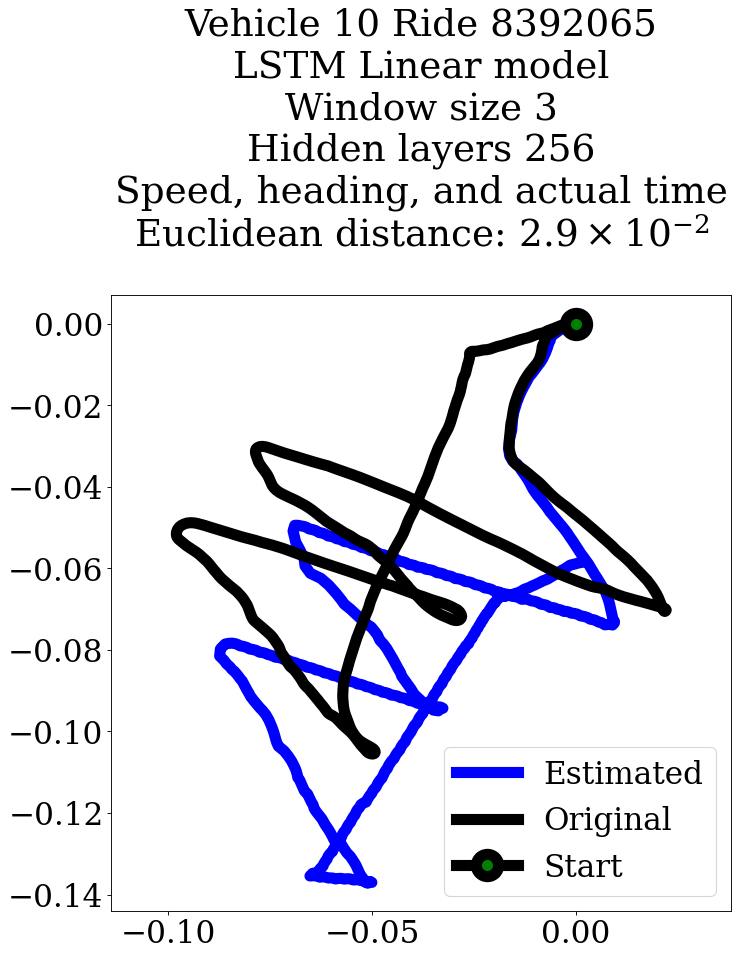 Vehicle 10 Ride 8392065
LSTM Linear model
Window size 3
Hidden layers 256
Speed, heading, and actual time
Euclidean distance: 2.9 × 10⁻²
0.00
−0.02
−0.04
−0.06
−0.08
−0.10
−0.12
−0.14
Estimated
Original
Start
−0.10 −0.05 0.00